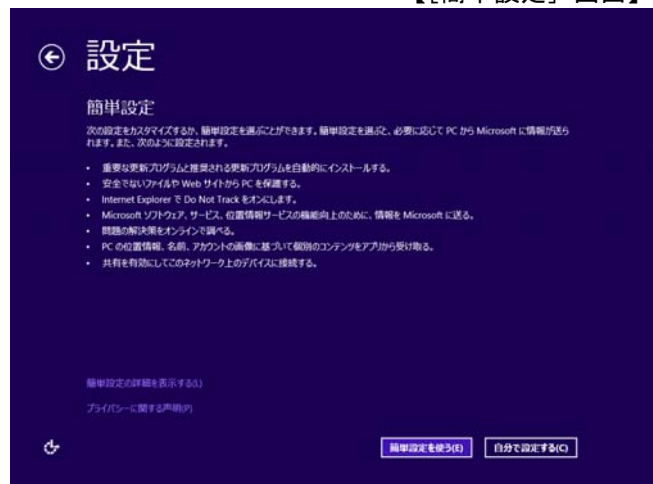 【[簡単設定] 画面】
設定
簡単設定
次の設定をカスタマイズするか、簡単設定を選ぶことができます。簡単設定を選ぶと、必要に応じて PC から Microsoft に情報が送ら
れます。また、次のように設定されます。
• 重要な更新プログラムと推奨される更新プログラムを自動的にインストールする。
• 安全でないファイルや Web サイトから PC を保護する。
• Internet Explorer で Do Not Track をオンにします。
• Microsoft ソフトウェア、サービス、位置情報サービスの機能向上のために、情報を Microsoft に送る。
• 問題の解決策をオンラインで調べる。
• PC の位置情報、名前、アカウントの画像に基づいて個別のコンテンツをアプリから受け取る。
• 共有を有効にしてこのネットワーク上のデバイスに接続する。
簡単設定の詳細を表示する(L)
プライバシーに関する声明(P)
簡単設定を使う(E) 自分で設定する(C)